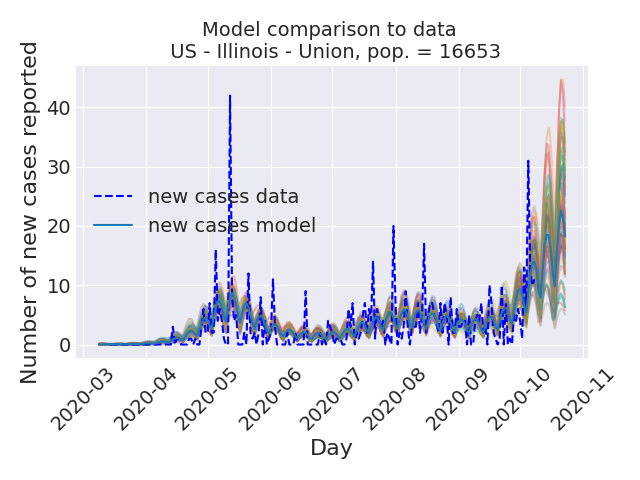 Model comparison to data
US - Illinois - Union, pop. = 16653
Number of new cases reported
40
30
20
10
0
new cases data
new cases model
2020-03
2020-04
2020-05
2020-06
2020-07
2020-08
2020-09
2020-10
2020-11
Day